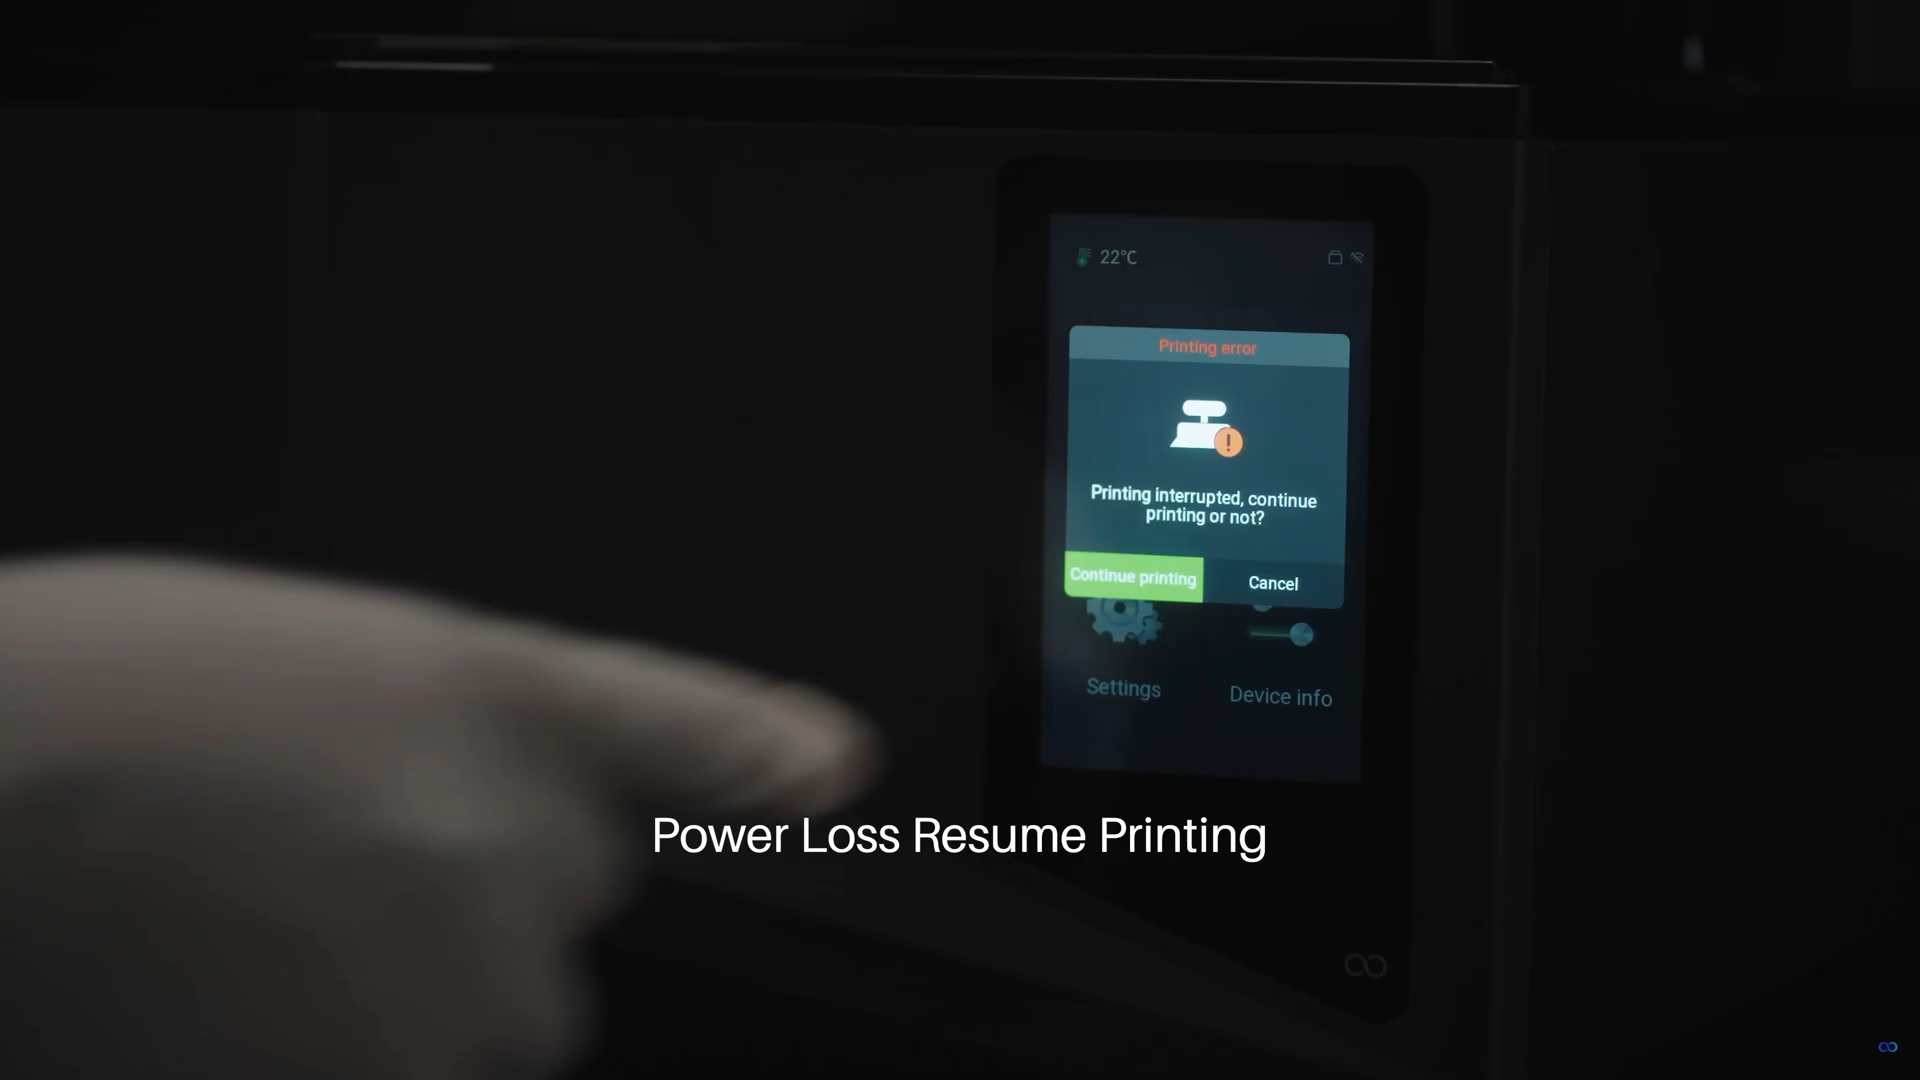 22°C
Printing error
Printing interrupted, continue
printing or not?
Continue printing
Cancel
Settings
Device info
Power Loss Resume Printing